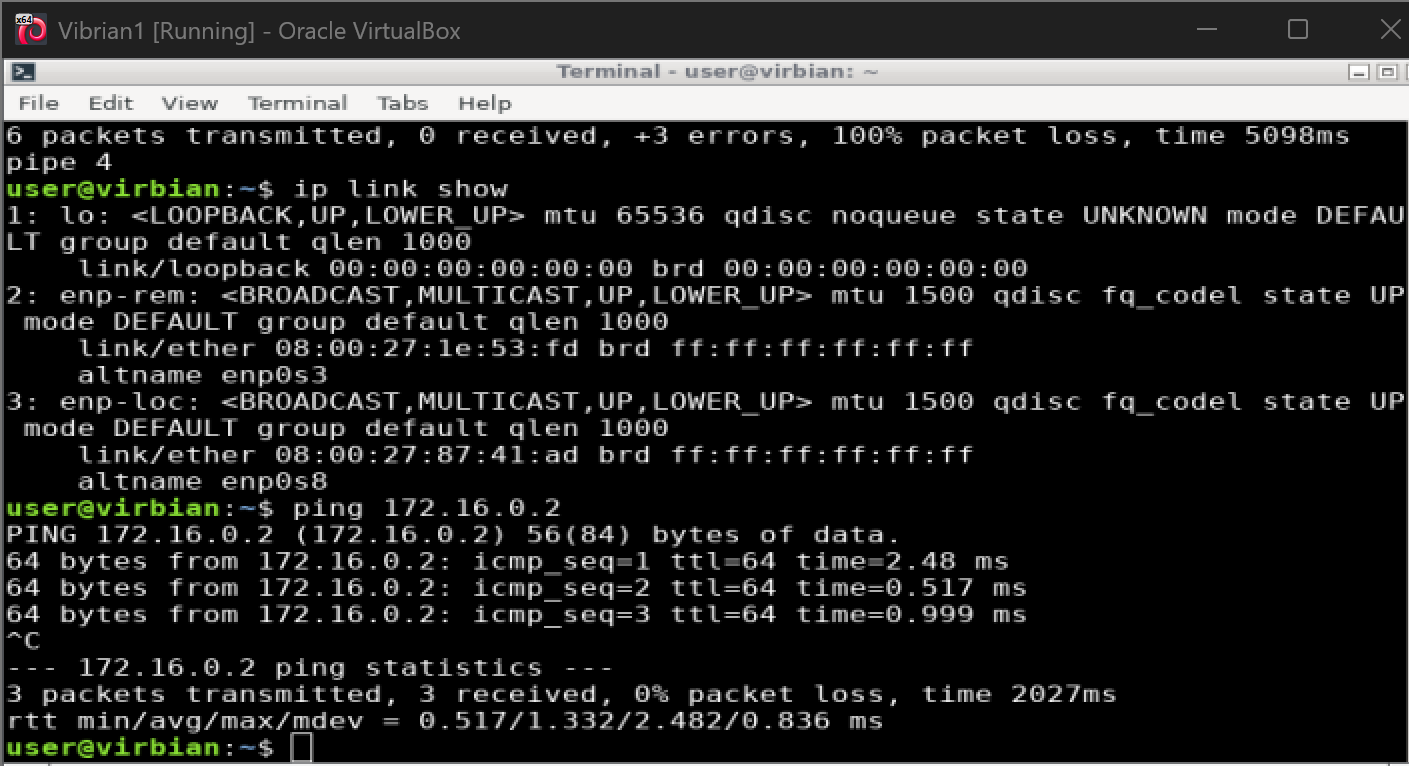 x64
Vibrian1 [Running] - Oracle VirtualBox
Terminal - user@virbian: ~
File Edit View Terminal Tabs Help
6 packets transmitted, 0 received, +3 errors, 100% packet loss, time 5098ms
pipe 4
user@virbian:~$ ip link show
1: lo: <LOOPBACK,UP,LOWER_UP> mtu 65536 qdisc noqueue state UNKNOWN mode DEFAU
LT group default qlen 1000
    link/loopback 00:00:00:00:00:00 brd 00:00:00:00:00:00
2: enp-rem: <BROADCAST,MULTICAST,UP,LOWER_UP> mtu 1500 qdisc fq_codel state UP
 mode DEFAULT group default qlen 1000
    link/ether 08:00:27:1e:53:fd brd ff:ff:ff:ff:ff:ff
    altname enp0s3
3: enp-loc: <BROADCAST,MULTICAST,UP,LOWER_UP> mtu 1500 qdisc fq_codel state UP
 mode DEFAULT group default qlen 1000
    link/ether 08:00:27:87:41:ad brd ff:ff:ff:ff:ff:ff
    altname enp0s8
user@virbian:~$ ping 172.16.0.2
PING 172.16.0.2 (172.16.0.2) 56(84) bytes of data.
64 bytes from 172.16.0.2: icmp_seq=1 ttl=64 time=2.48 ms
64 bytes from 172.16.0.2: icmp_seq=2 ttl=64 time=0.517 ms
64 bytes from 172.16.0.2: icmp_seq=3 ttl=64 time=0.999 ms
^C
--- 172.16.0.2 ping statistics ---
3 packets transmitted, 3 received, 0% packet loss, time 2027ms
rtt min/avg/max/mdev = 0.517/1.332/2.482/0.836 ms
user@virbian:~$